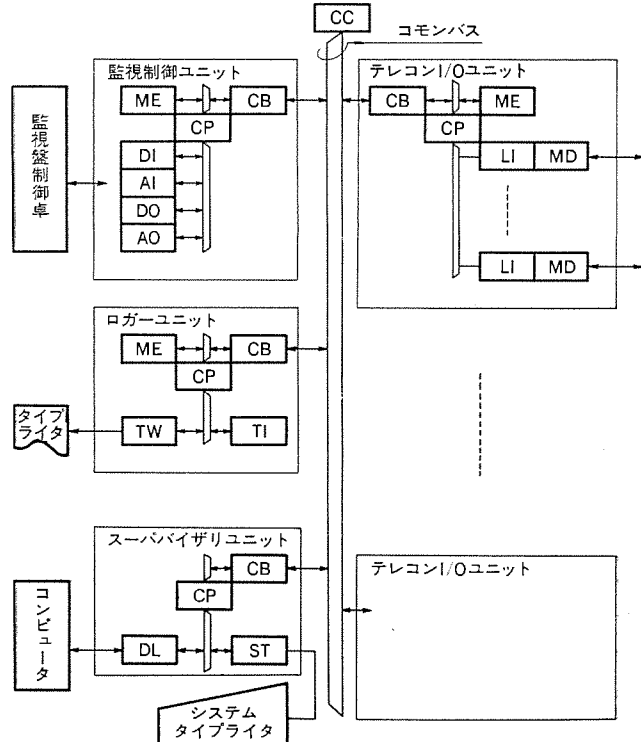 CC
コモンバス
監視制御ユニット
ME
CB
CP
DI
AI
DO
AO
監視盤制御卓
テレコンI/Oユニット
CB
ME
CP
LI
MD
LI
MD
ロガーユニット
ME
CB
CP
TW
TI
タイプ
ライタ
スーパバイザリユニット
CB
CP
DL
ST
コンピュータ
システム
タイプライタ
テレコンI/Oユニット